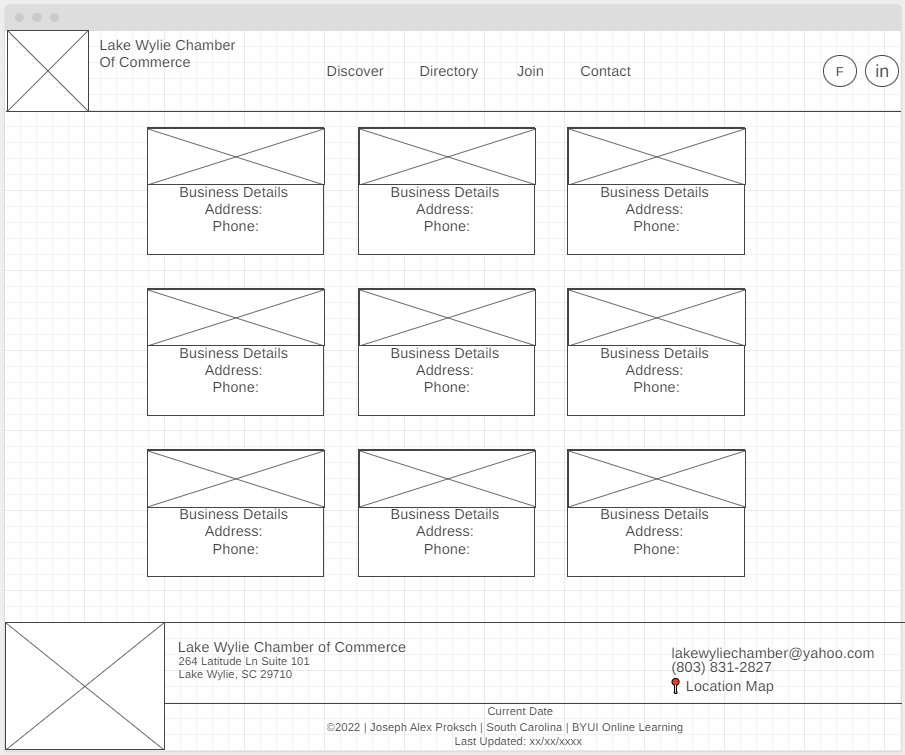 Lake Wylie Chamber
Of Commerce
Discover Directory Join Contact
F in
Business Details Business Details Business Details
Address: Address: Address:
Phone: Phone: Phone:
Business Details Business Details Business Details
Address: Address: Address:
Phone: Phone: Phone:
Business Details Business Details Business Details
Address: Address: Address:
Phone: Phone: Phone:
Lake Wylie Chamber of Commerce
264 Latitude Ln Suite 101
Lake Wylie, SC 29710
lakewyliechamber@yahoo.com
(803) 831-2827
Location Map
Current Date
©2022 | Joseph Alex Proksch | South Carolina | BYUI Online Learning
Last Updated: xx/xx/xxxx